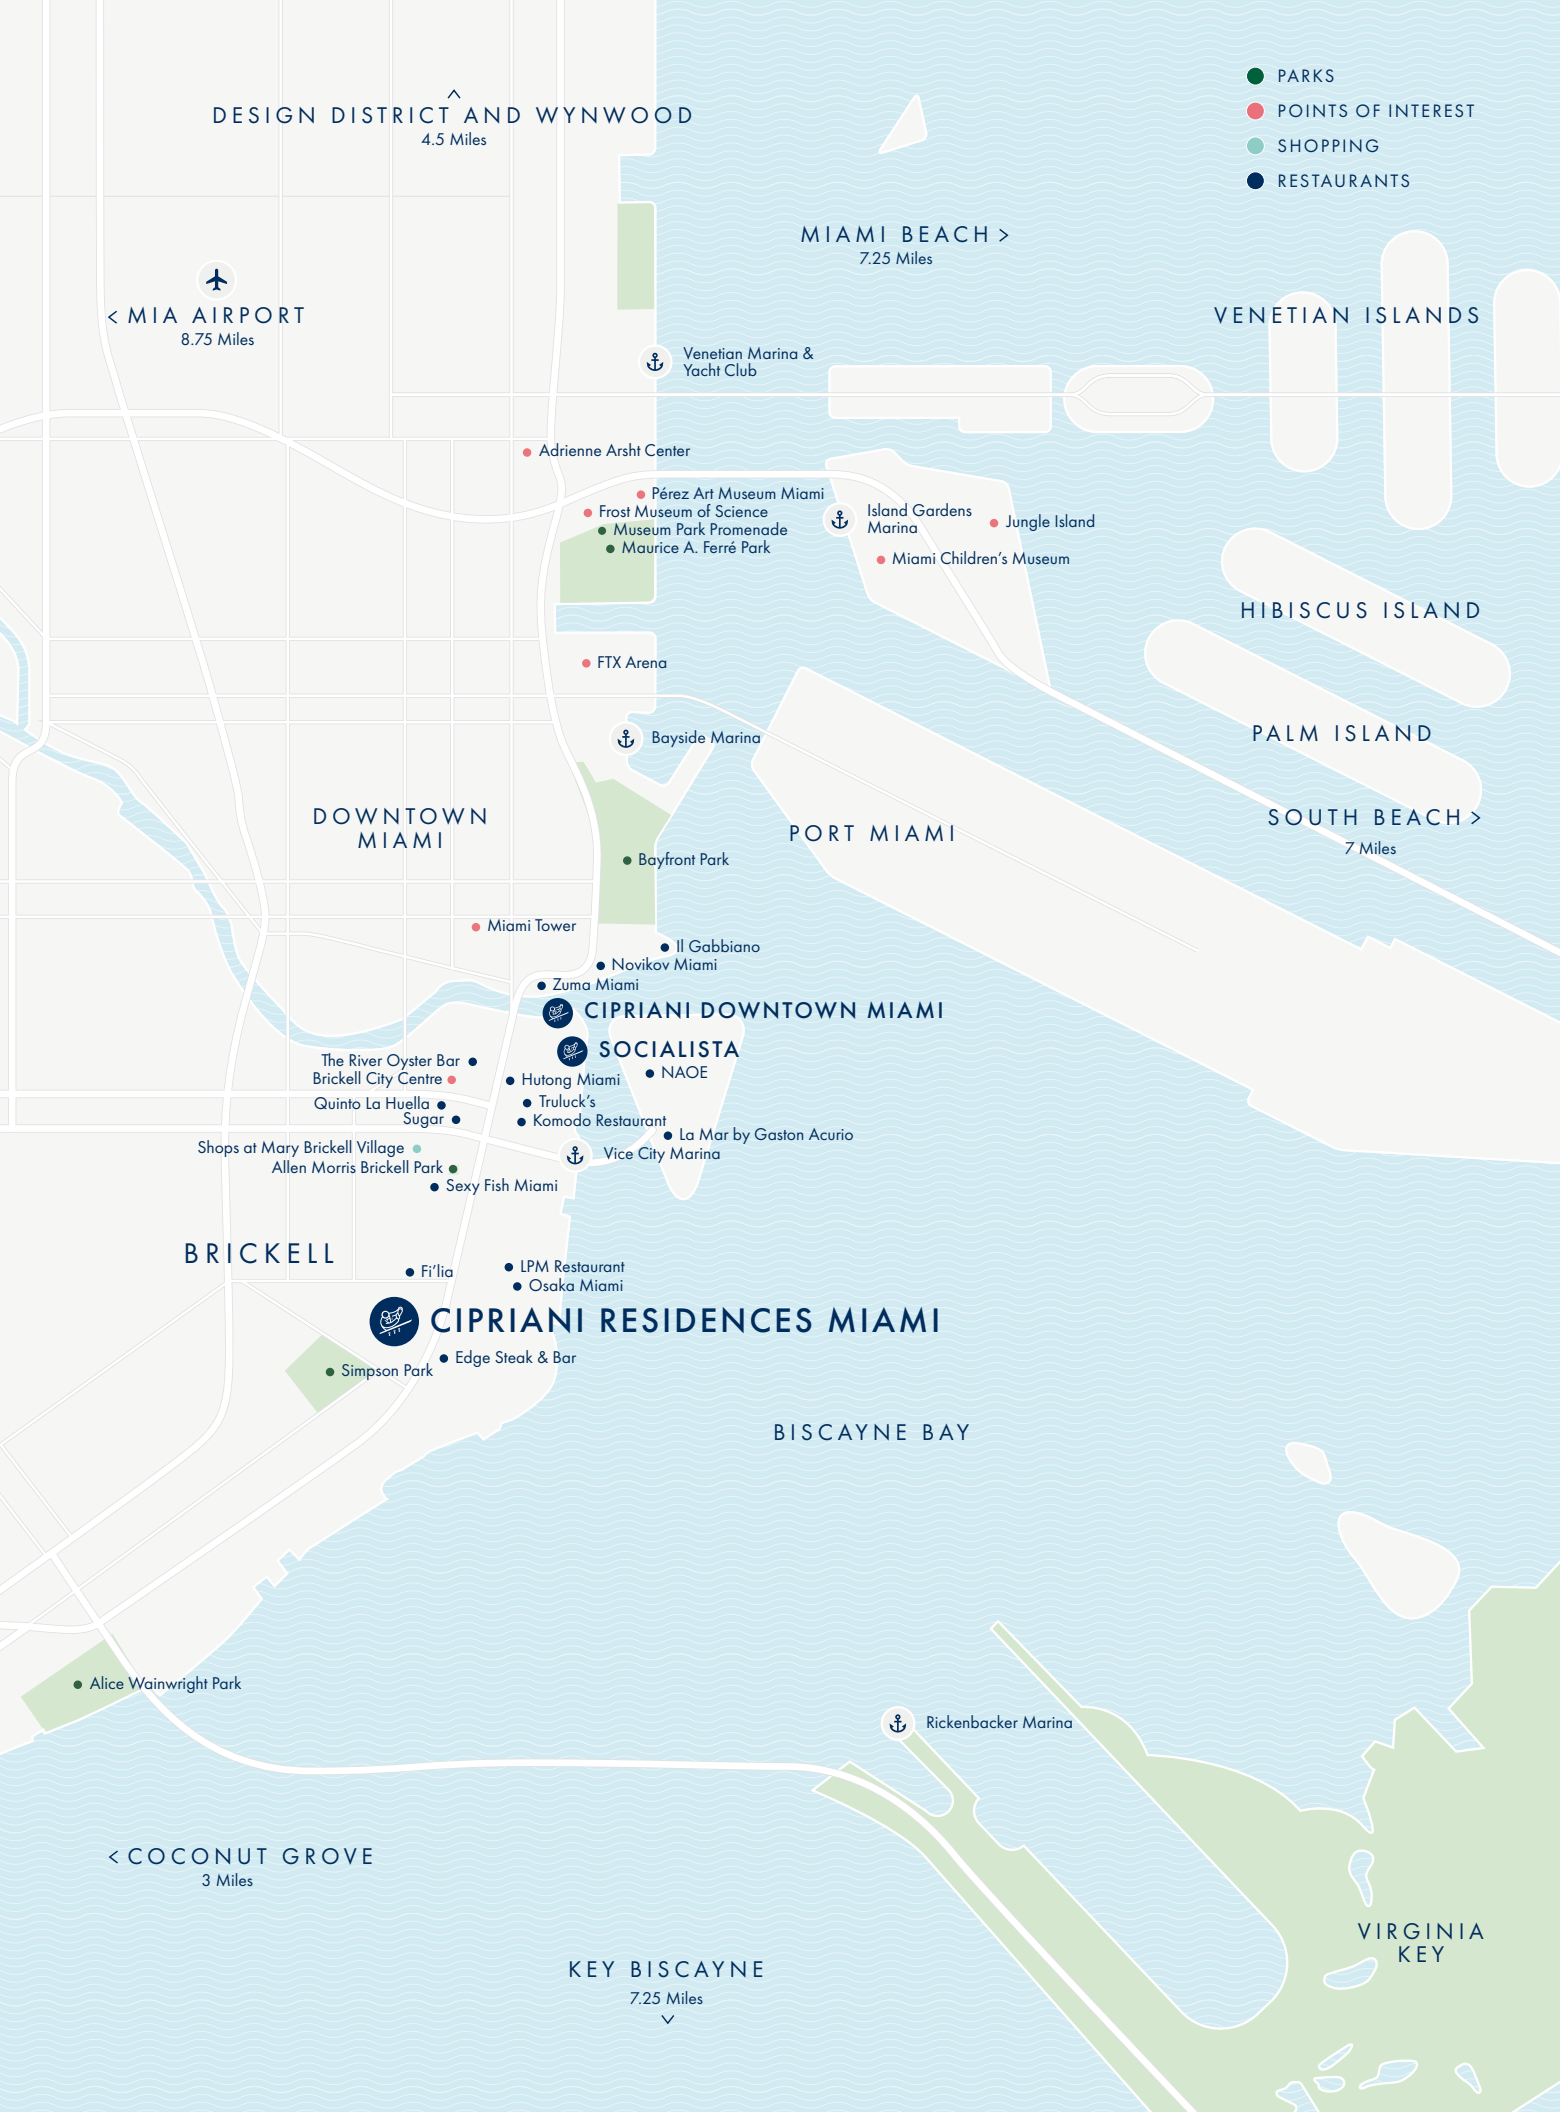 PARKS
POINTS OF INTEREST
SHOPPING
RESTAURANTS
DESIGN DISTRICT AND WYNWOOD
4.5 Miles
MIAMI BEACH >
7.25 Miles
< MIA AIRPORT
8.75 Miles
VENETIAN ISLANDS
Venetian Marina &
Yacht Club
Adrienne Arsht Center
Pérez Art Museum Miami
Frost Museum of Science
Museum Park Promenade
Maurice A. Ferré Park
Island Gardens
Marina
Jungle Island
Miami Children's Museum
HIBISCUS ISLAND
FTX Arena
Bayside Marina
PALM ISLAND
SOUTH BEACH >
7 Miles
DOWNTOWN
MIAMI
PORT MIAMI
Bayfront Park
Miami Tower
Il Gabbiano
Novikov Miami
Zuma Miami
CIPRIANI DOWNTOWN MIAMI
SOCIALISTA
The River Oyster Bar
NAOE
Brickell City Centre
Hutong Miami
Quinto La Huella
Truluck's
Sugar
Komodo Restaurant
La Mar by Gaston Acurio
Shops at Mary Brickell Village
Vice City Marina
Allen Morris Brickell Park
Sexy Fish Miami
BRICKELL
Fi'lia
LPM Restaurant
Osaka Miami
CIPRIANI RESIDENCES MIAMI
Edge Steak & Bar
Simpson Park
BISCAYNE BAY
Alice Wainwright Park
Rickenbacker Marina
< COCONUT GROVE
3 Miles
VIRGINIA
KEY
KEY BISCAYNE
7.25 Miles